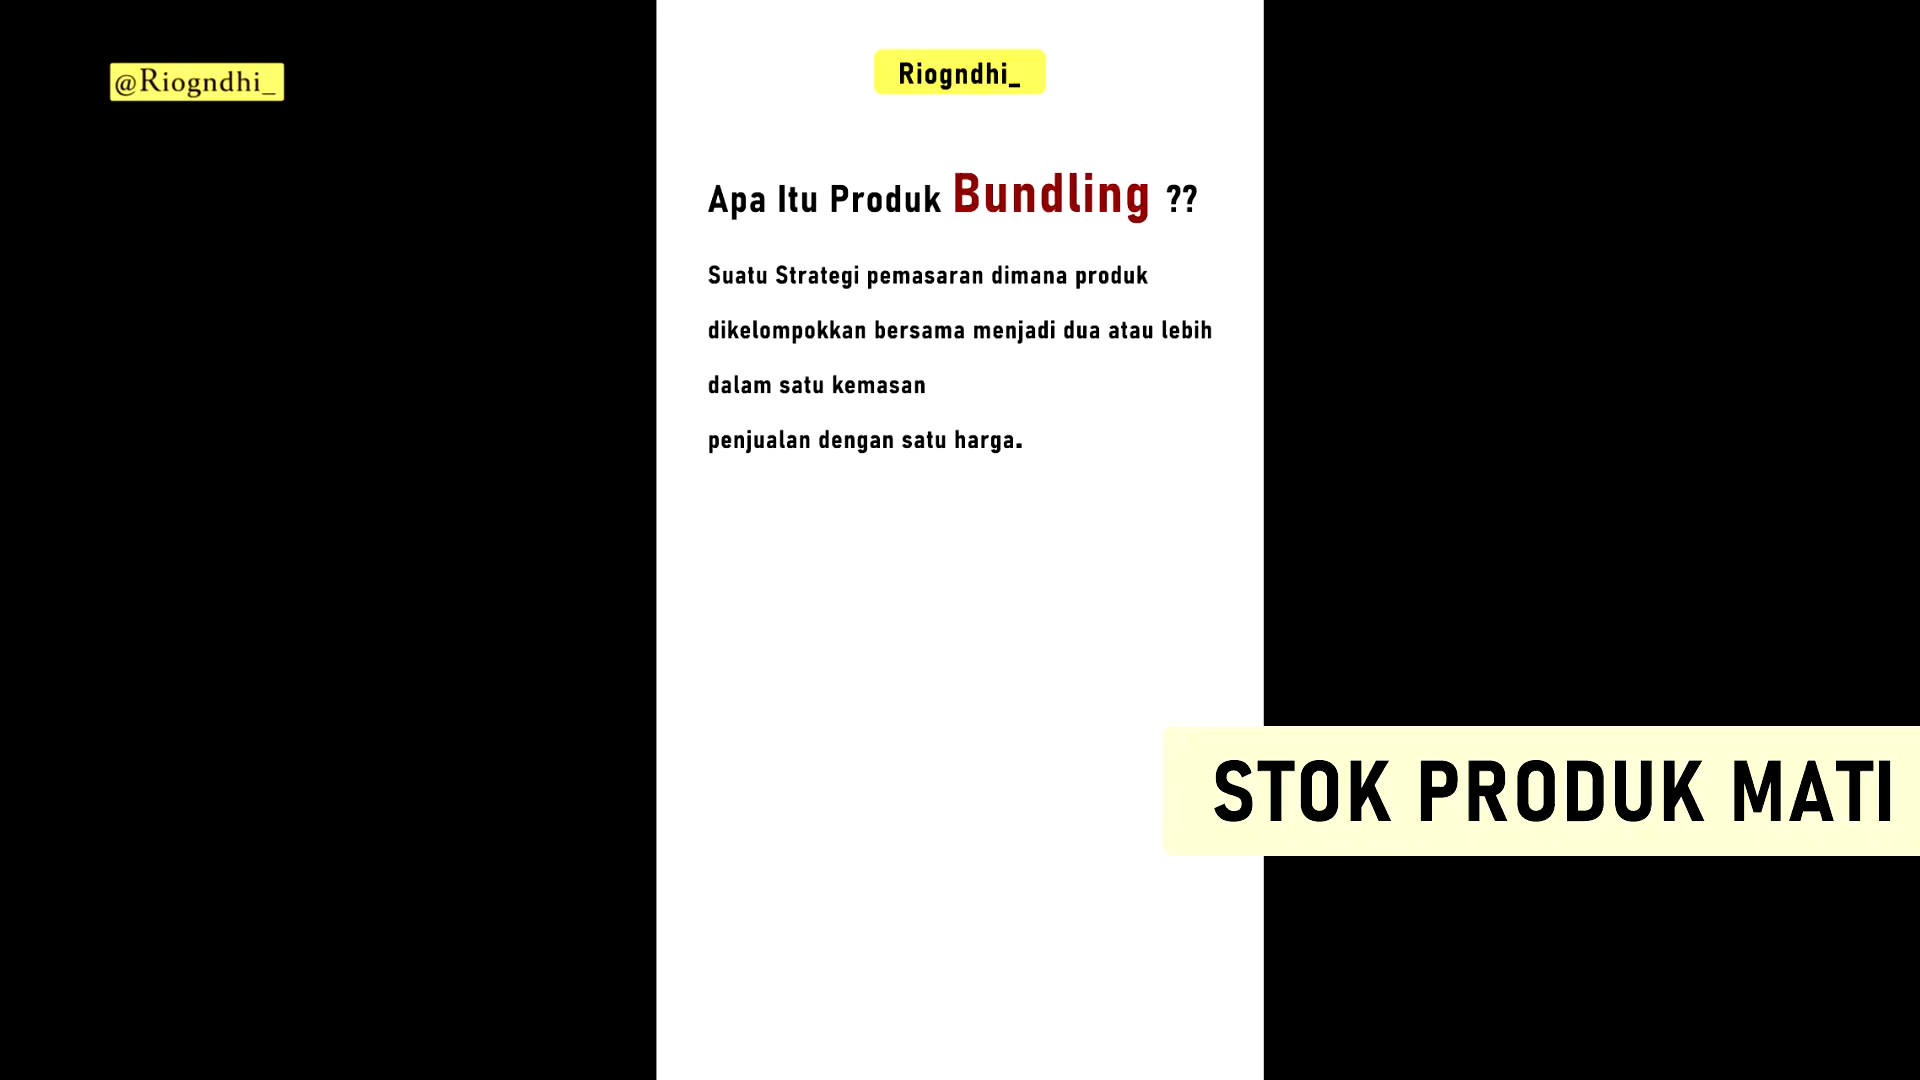 @Riogndhi_
Riogndhi_
Apa Itu Produk Bundling ??
Suatu Strategi pemasaran dimana produk
dikelompokkan bersama menjadi dua atau lebih
dalam satu kemasan
penjualan dengan satu harga.
STOK PRODUK MATI